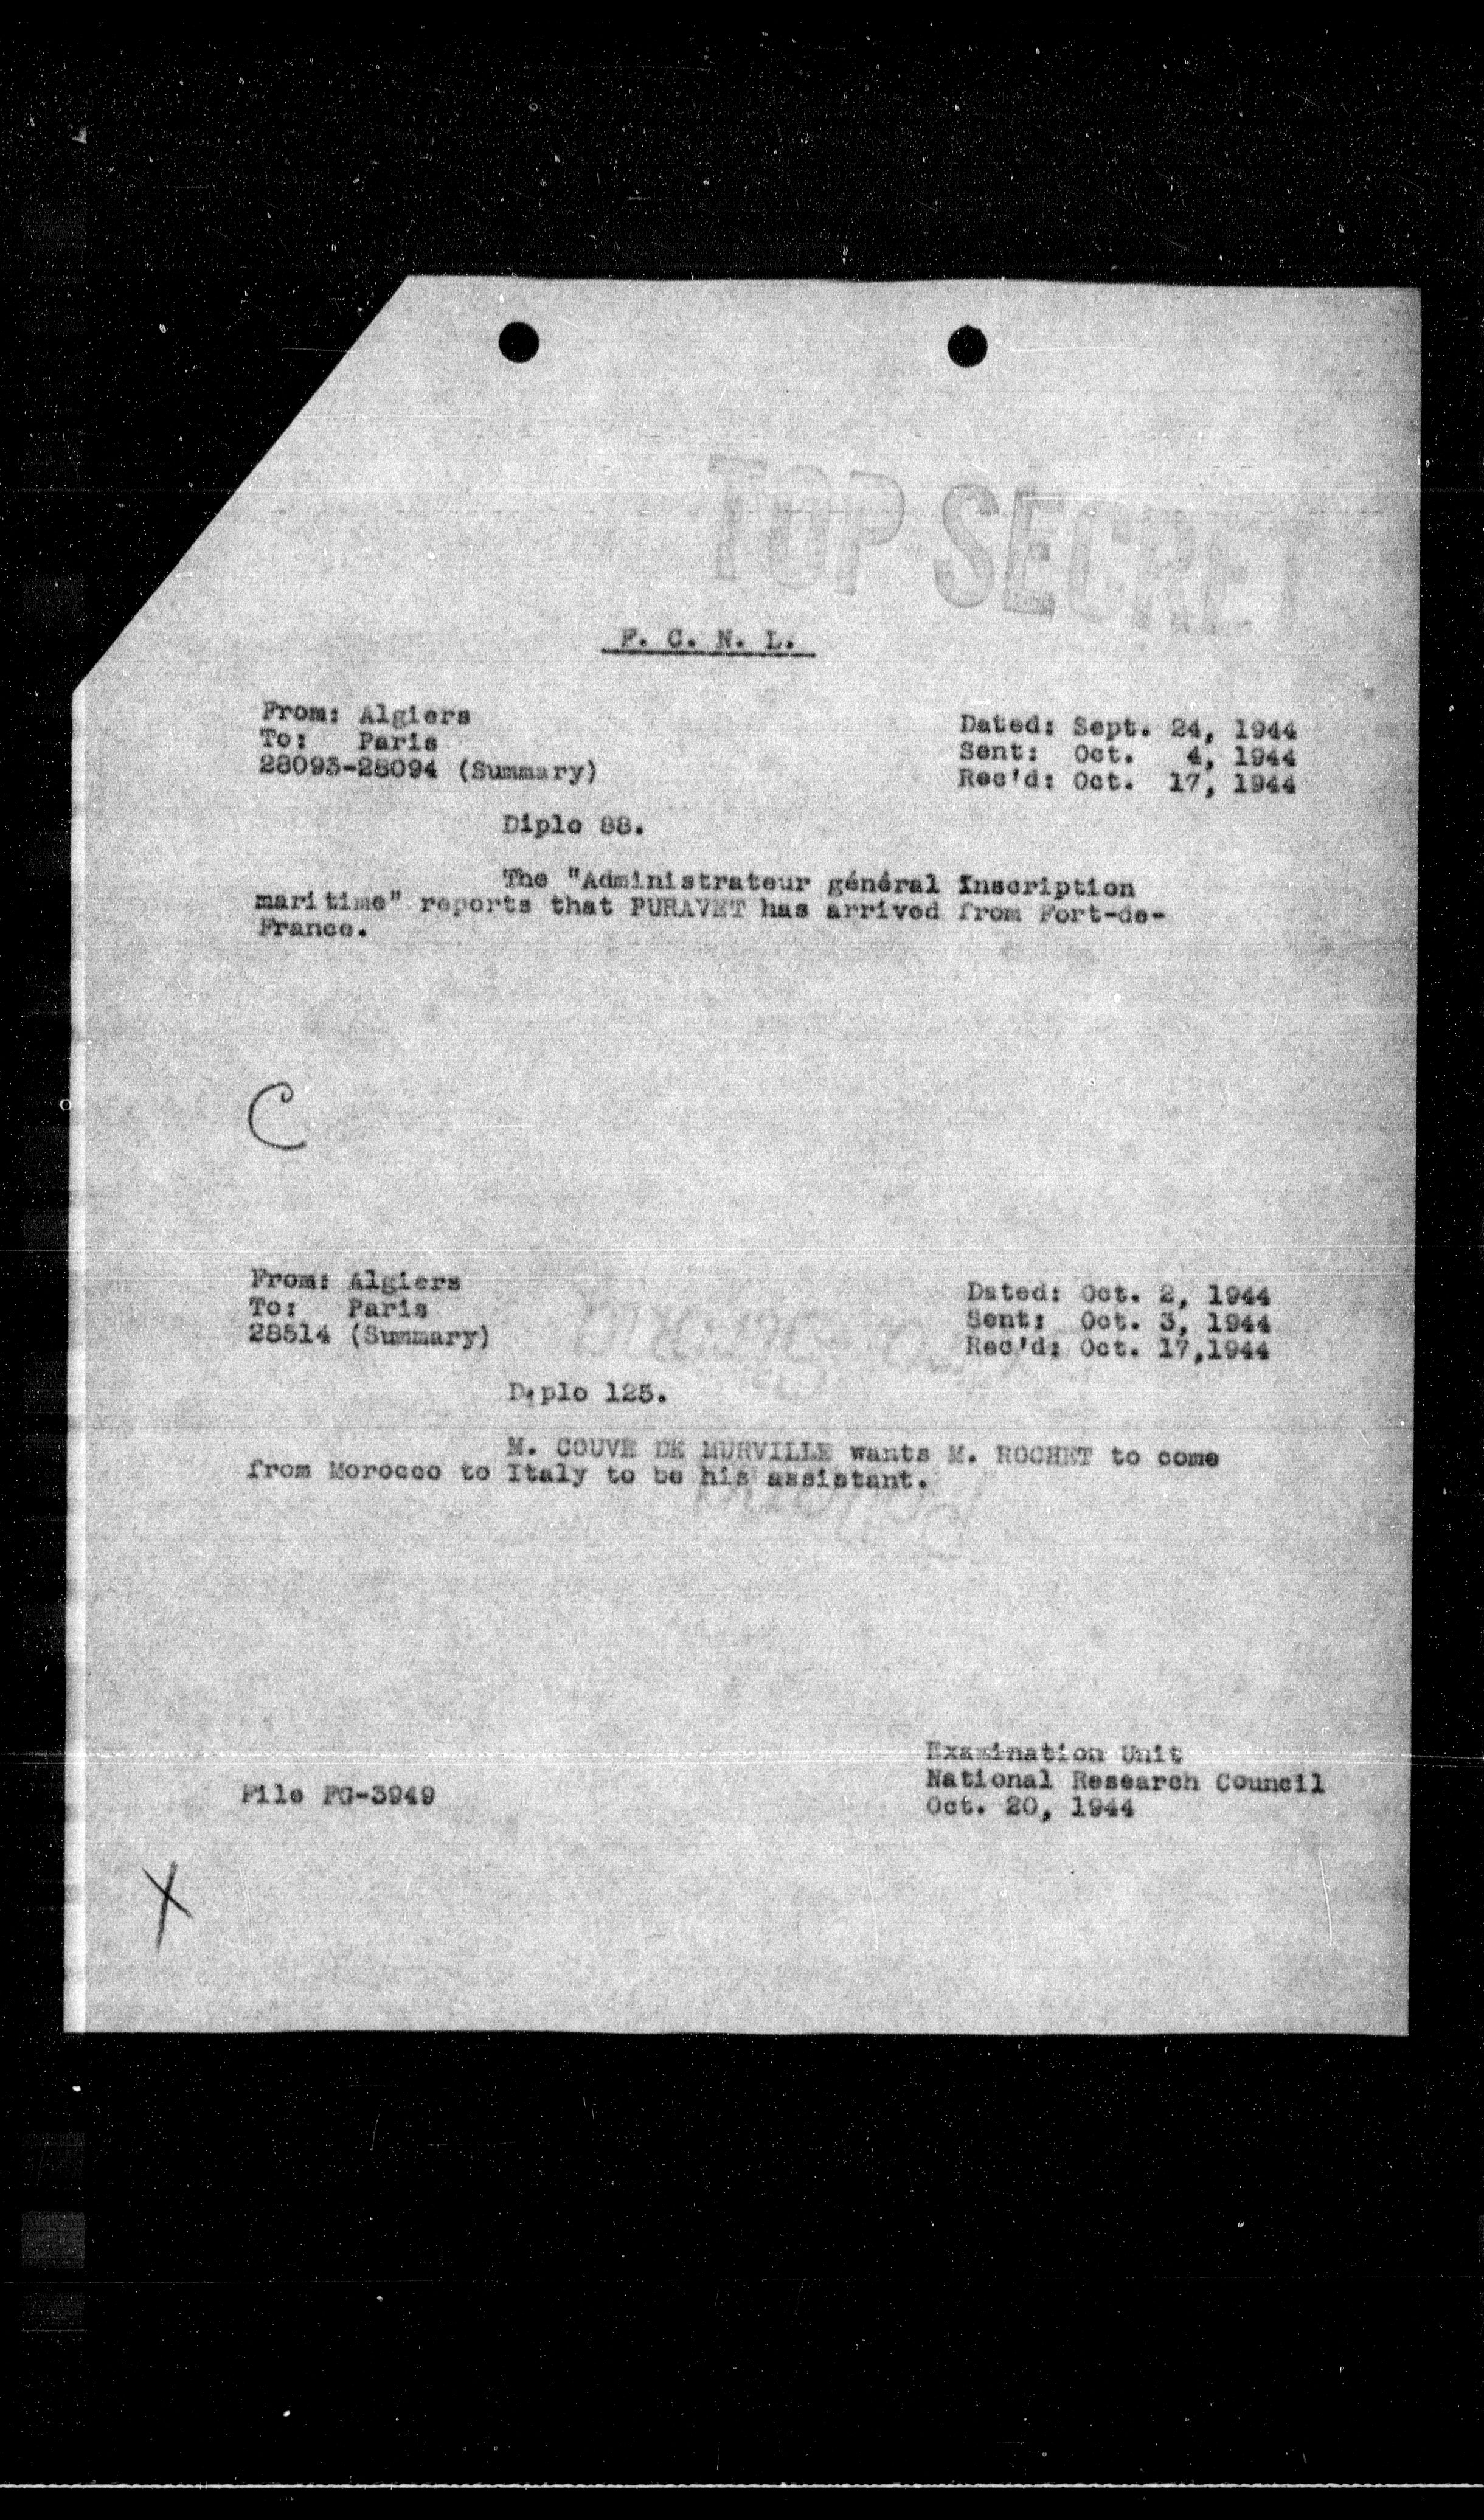 TOP SECRET
F. C. N. L.
From: Algiers
To: Paris
28093-28094 (Summary)
Dated: Sept. 24, 1944
Sent: Oct. 4, 1944
Rec'd: Oct. 17, 1944
Diplo 88.
The "Administrateur général Inscription
maritime" reports that PURAVET has arrived from Fort-de-
France.
C
From: Algiers
To: Paris
28514 (Summary)
Dated: Oct. 2, 1944
Sent: Oct. 3, 1944
Rec'd: Oct. 17,1944
Diplo 125.
M. COUVE DE MURVILLE wants M. ROCHET to come
from Morocco to Italy to be his assistant.
Examination Unit
National Research Council
Oct. 20, 1944
File FG-3949
X